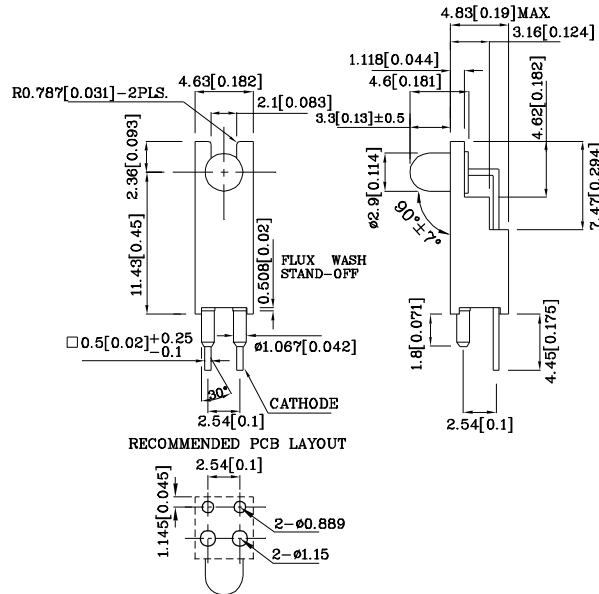 4.83[0.19] MAX.
3.16[0.124]
1.118[0.044]
4.63[0.182]
4.6[0.181]
R0.787[0.031]-2PLS.
2.1[0.083]
3.3[0.13]±0.5
4.62[0.182]
2.36[0.093]
ø2.9[0.114]
7.47[0.294]
90°±2°
11.43[0.45]
0.508[0.02]
FLUX WASH
STAND-OFF
□0.5[0.02]+0.25
-0.1
ø1.067[0.042]
1.8[0.071]
4.45[0.175]
30°
CATHODE
2.54[0.1]
2.54[0.1]
RECOMMENDED PCB LAYOUT
2.54[0.1]
1.145[0.045]
2-ø0.889
2-ø1.15